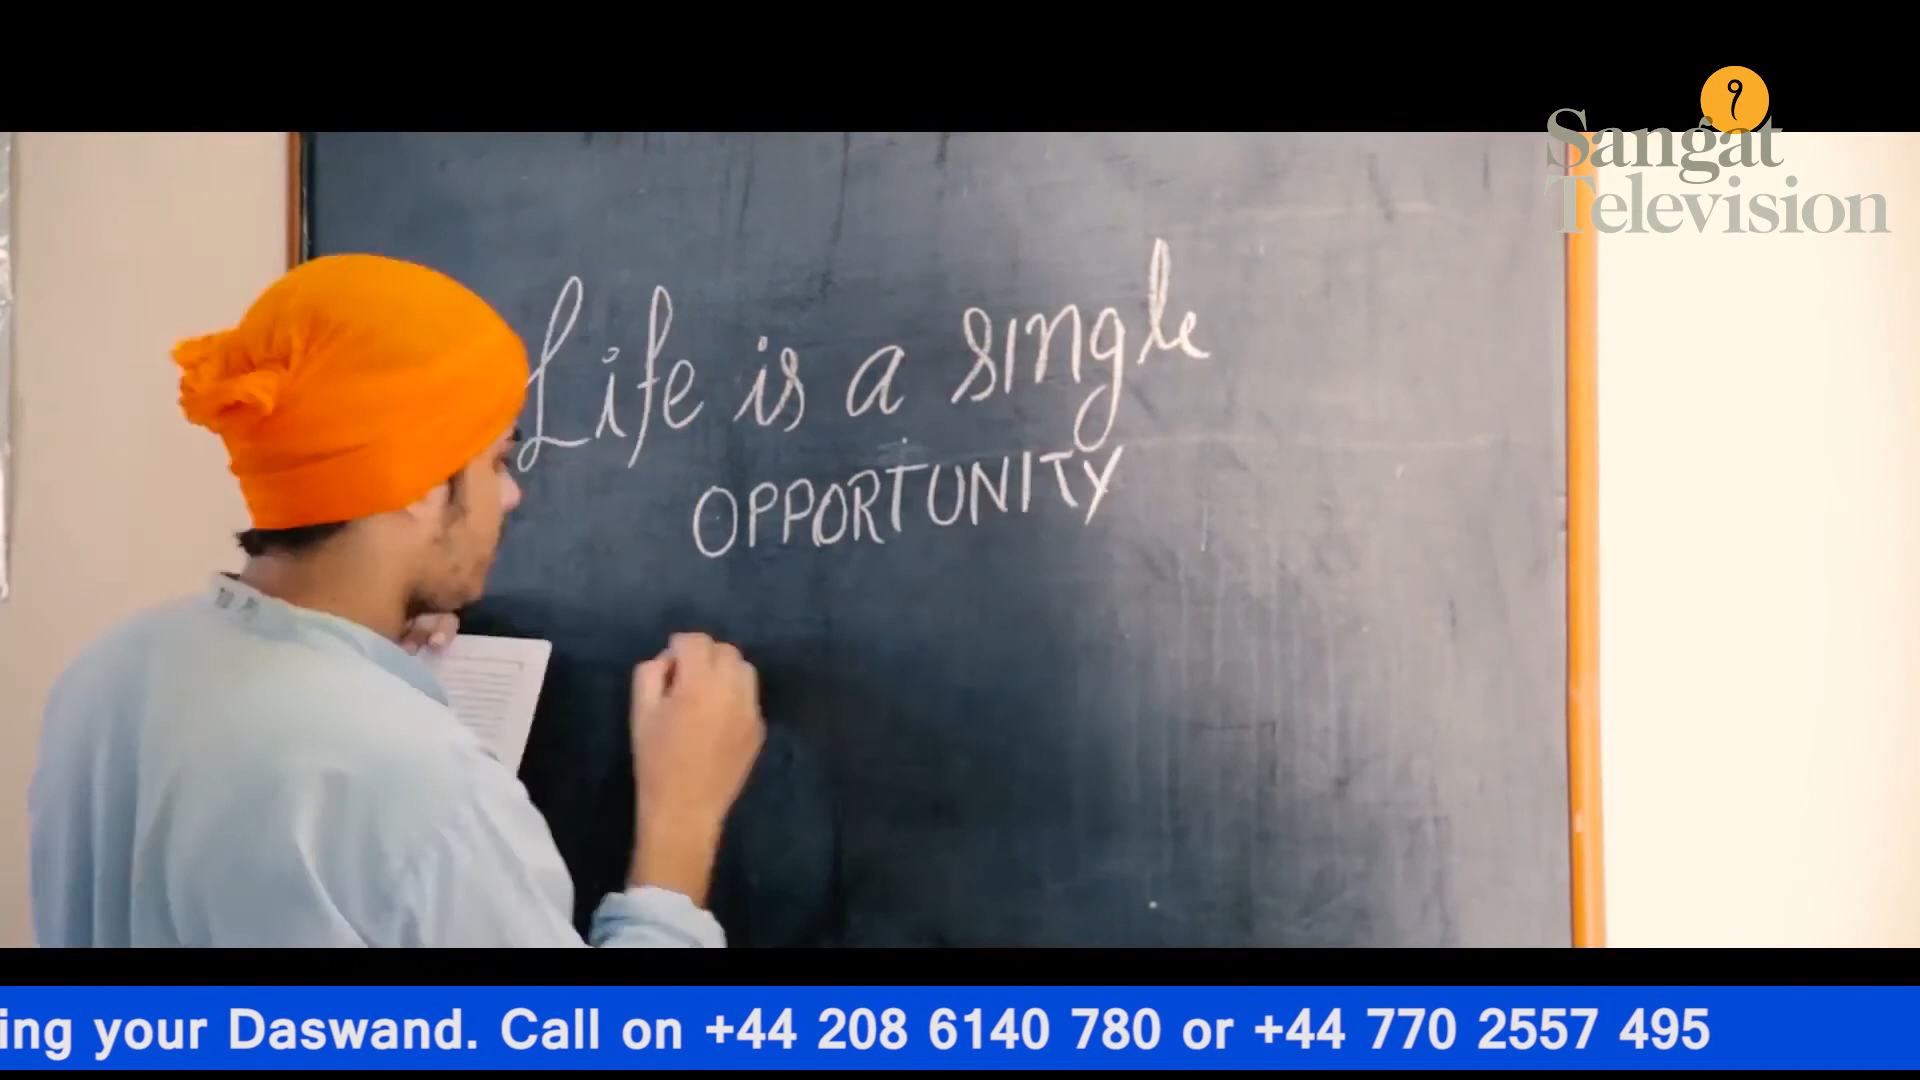 ੧
Sangat
Television
Life is a single
OPPORTUNITY
ing your Daswand. Call on +44 208 6140 780 or +44 770 2557 495